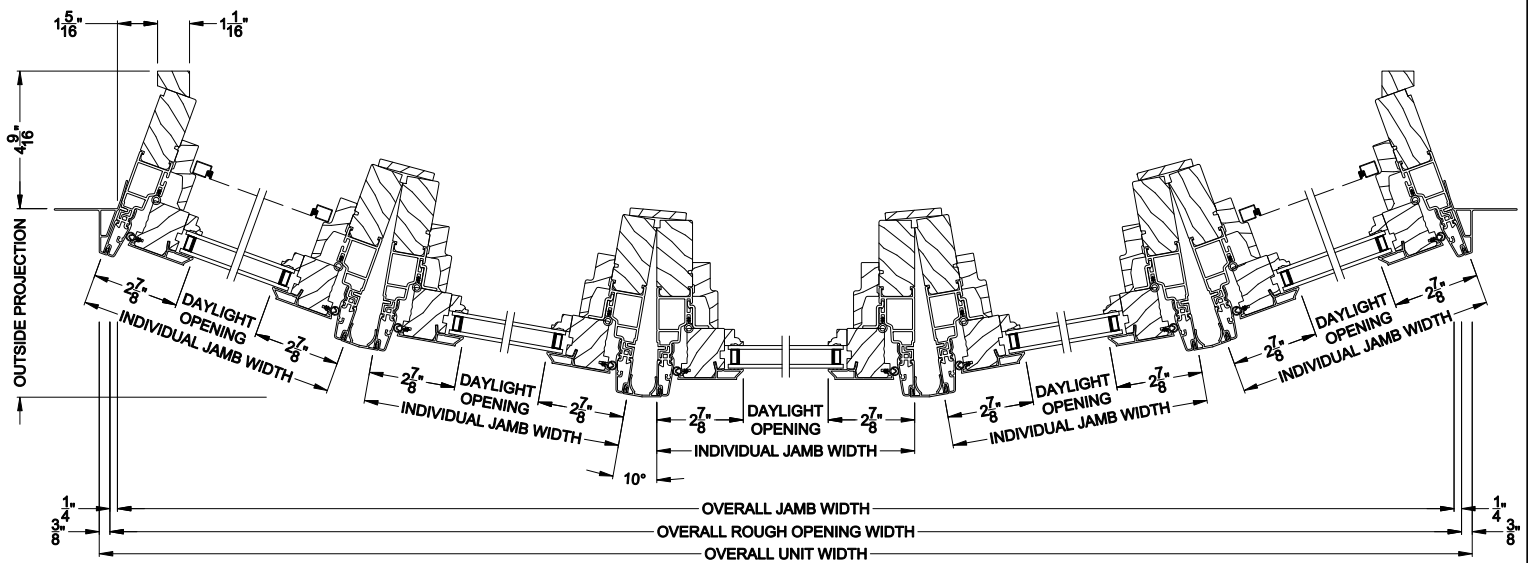 1 5/16"
1 1/16"
4 9/16"
OUTSIDE PROJECTION
2 7/8"
DAYLIGHT
OPENING
2 7/8"
INDIVIDUAL JAMB WIDTH
2 7/8"
DAYLIGHT
OPENING
2 7/8"
INDIVIDUAL JAMB WIDTH
2 7/8"
DAYLIGHT
OPENING
2 7/8"
INDIVIDUAL JAMB WIDTH
2 7/8"
DAYLIGHT
OPENING
2 7/8"
INDIVIDUAL JAMB WIDTH
2 7/8"
DAYLIGHT
OPENING
2 7/8"
INDIVIDUAL JAMB WIDTH
10°
1/4"
OVERALL JAMB WIDTH
1/4"
3/8"
OVERALL ROUGH OPENING WIDTH
3/8"
OVERALL UNIT WIDTH